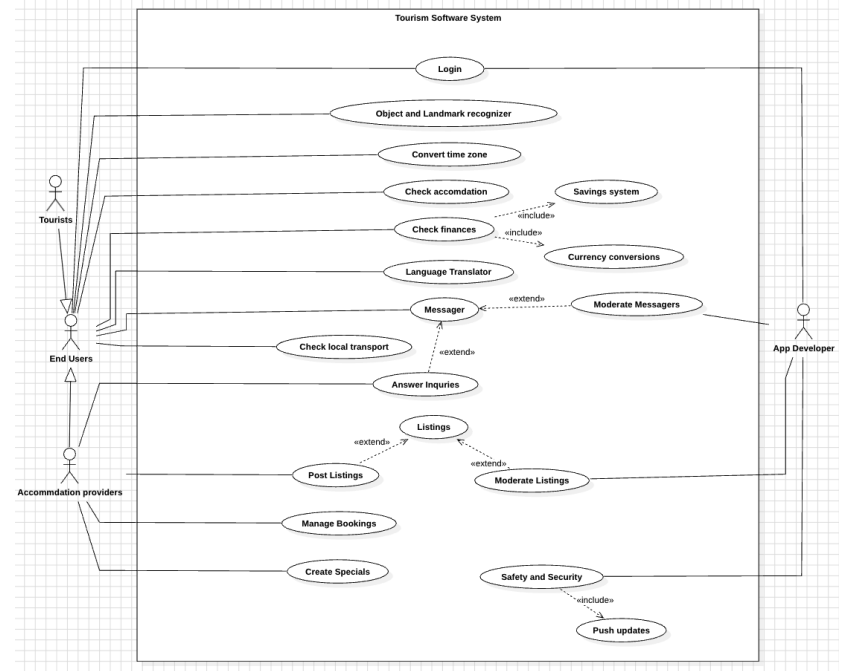 Tourism Software System
Login
Object and Landmark recognizer
Convert time zone
Check accomdation
Savings system
Tourists
«include»
Check finances
«include»
Currency conversions
Language Translator
«extend»
Moderate Messagers
Messager
App Developer
Check local transport
End Users
«extend»
Answer Inquries
Listings
«extend»
«extend»
Post Listings
Moderate Listings
Accommdation providers
Manage Bookings
Create Specials
Safety and Security
«include»
Push updates